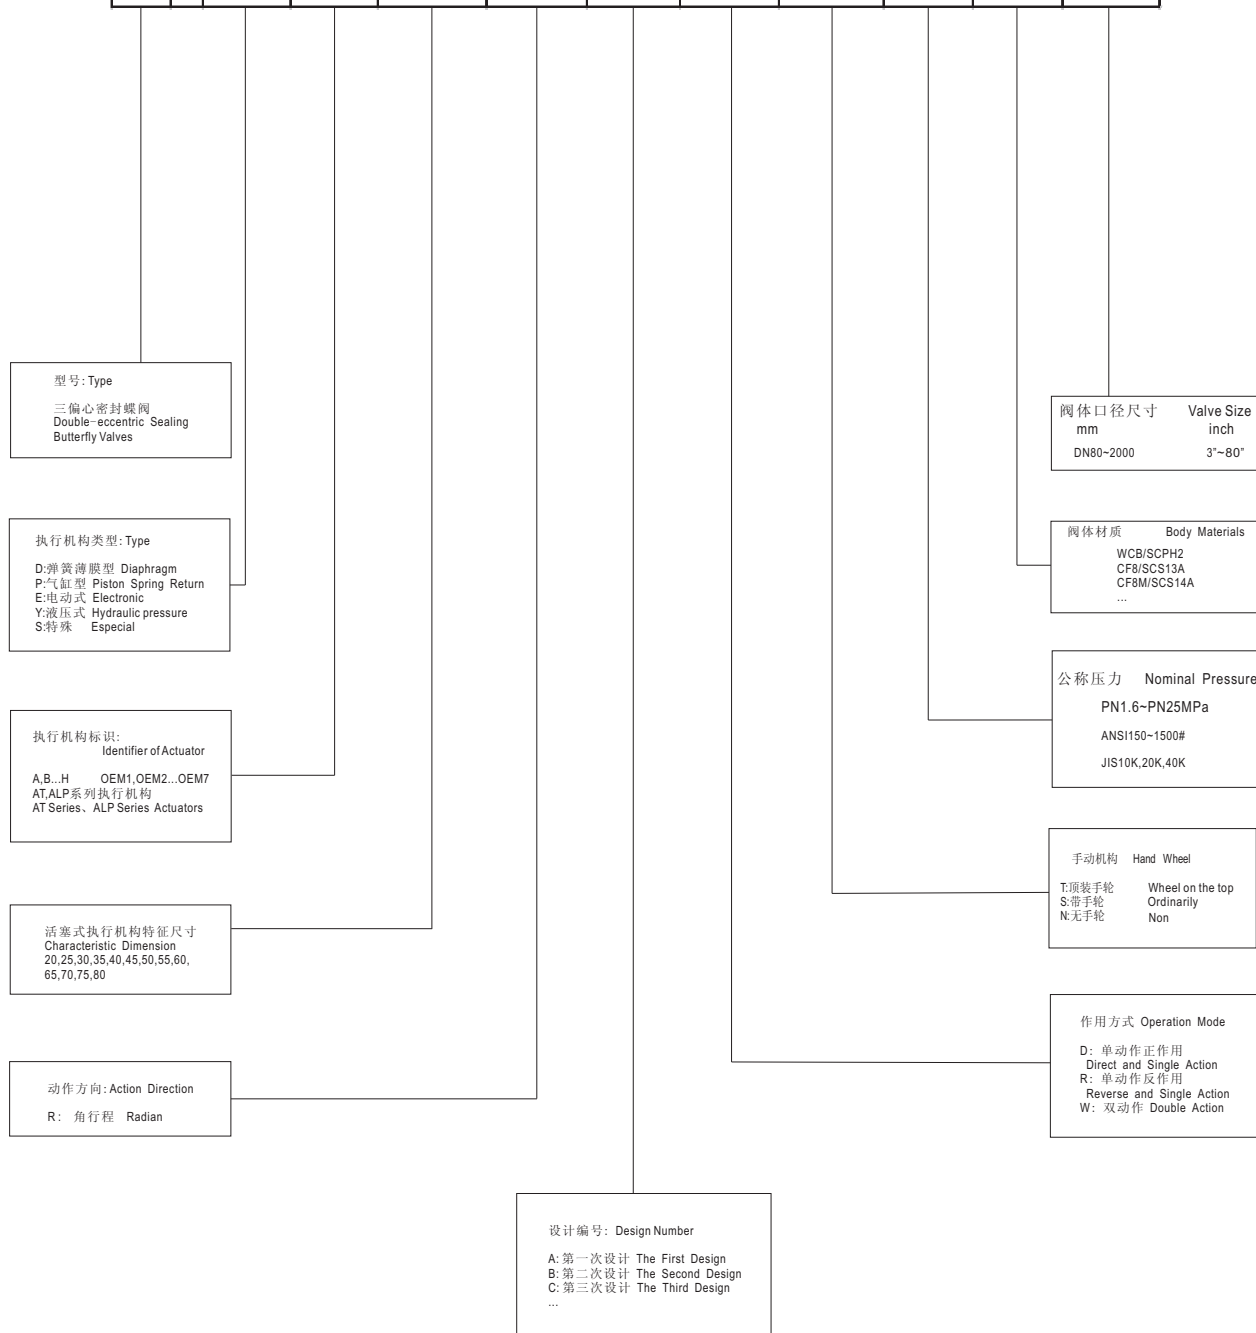 型号: Type
三偏心密封蝶阀
Double-eccentric Sealing
Butterfly Valves
执行机构类型: Type
D:弹簧薄膜型 Diaphragm
P:气缸型 Piston Spring Return
E:电动式 Electronic
Y:液压式 Hydraulic pressure
S:特殊 Especial
执行机构标识:
Identifier of Actuator
A,B...H OEM1,OEM2...OEM7
AT,ALP系列执行机构
AT Series、ALP Series Actuators
活塞式执行机构特征尺寸
Characteristic Dimension
20,25,30,35,40,45,50,55,60,
65,70,75,80
动作方向: Action Direction
R: 角行程 Radian
设计编号: Design Number
A: 第一次设计 The First Design
B: 第二次设计 The Second Design
C: 第三次设计 The Third Design
...
阀体口径尺寸 Valve Size
mm inch
DN80~2000 3"~80"
阀体材质 Body Materials
WCB/SCPH2
CF8/SCS13A
CF8M/SCS14A
...
公称压力 Nominal Pressure
PN1.6~PN25MPa
ANSI150~1500#
JIS10K,20K,40K
手动机构 Hand Wheel
T:顶装手轮 Wheel on the top
S:带手轮 Ordinarily
N:无手轮 Non
作用方式 Operation Mode
D: 单动作正作用
Direct and Single Action
R: 单动作反作用
Reverse and Single Action
W: 双动作 Double Action